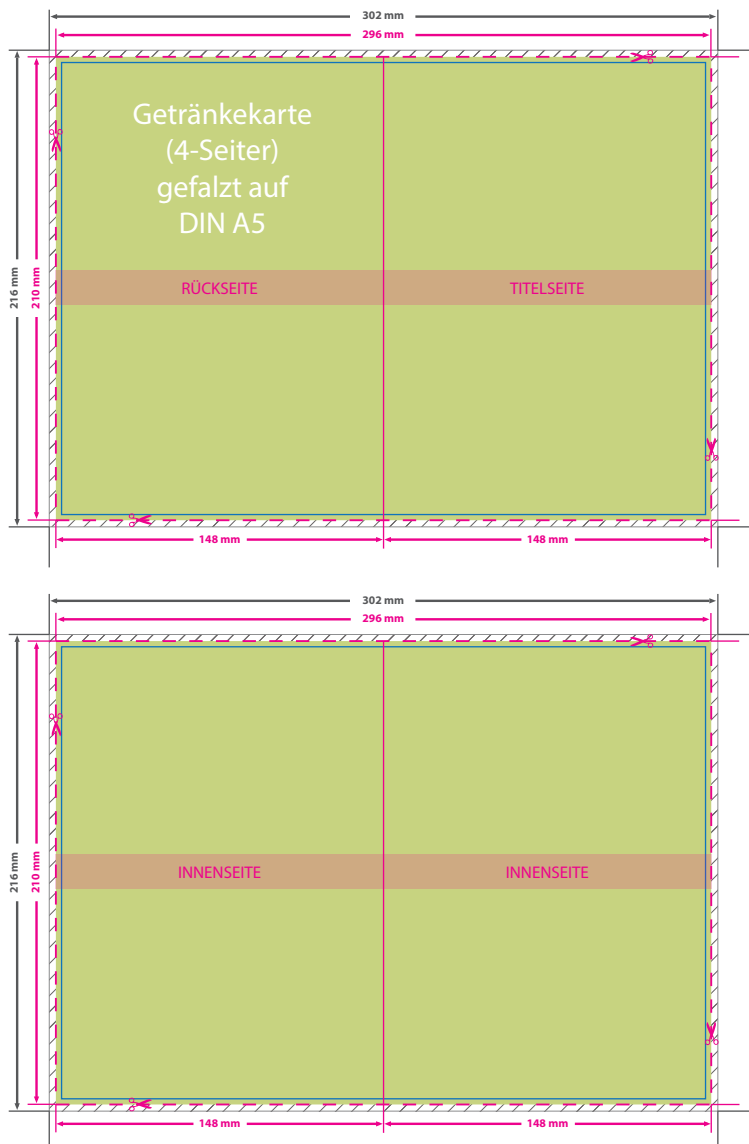 302 mm
296 mm
Getränkekarte
(4-Seiter)
gefalzt auf
DIN A5
216 mm
210 mm
RÜCKSEITE
TITELSEITE
148 mm
148 mm
302 mm
296 mm
216 mm
210 mm
INNENSEITE
INNENSEITE
148 mm
148 mm